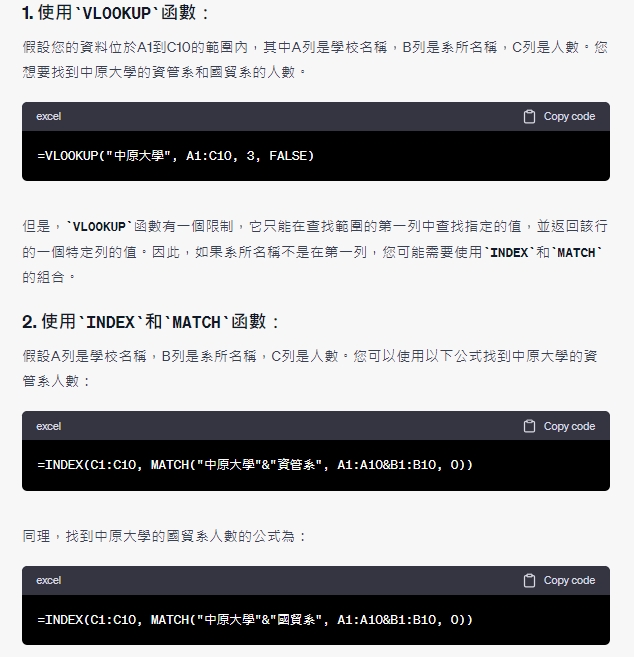 1. 使用`VLOOKUP`函數：
假設您的資料位於A1到C10的範圍內，其中A列是學校名稱，B列是系所名稱，C列是人數。您
想要找到中原大學的資管系和國貿系的人數。
excel Copy code
=VLOOKUP("中原大學", A1:C10, 3, FALSE)
但是，`VLOOKUP`函數有一個限制，它只能在查找範圍的第一列中查找指定的值，並返回該行
的一個特定列的值。因此，如果系所名稱不是在第一列，您可能需要使用`INDEX`和`MATCH`
的組合。
2. 使用`INDEX`和`MATCH`函數：
假設A列是學校名稱，B列是系所名稱，C列是人數。您可以使用以下公式找到中原大學的資
管系人數：
excel Copy code
=INDEX(C1:C10, MATCH("中原大學"&"資管系", A1:A10&B1:B10, 0))
同理，找到中原大學的國貿系人數的公式為：
excel Copy code
=INDEX(C1:C10, MATCH("中原大學"&"國貿系", A1:A10&B1:B10, 0))